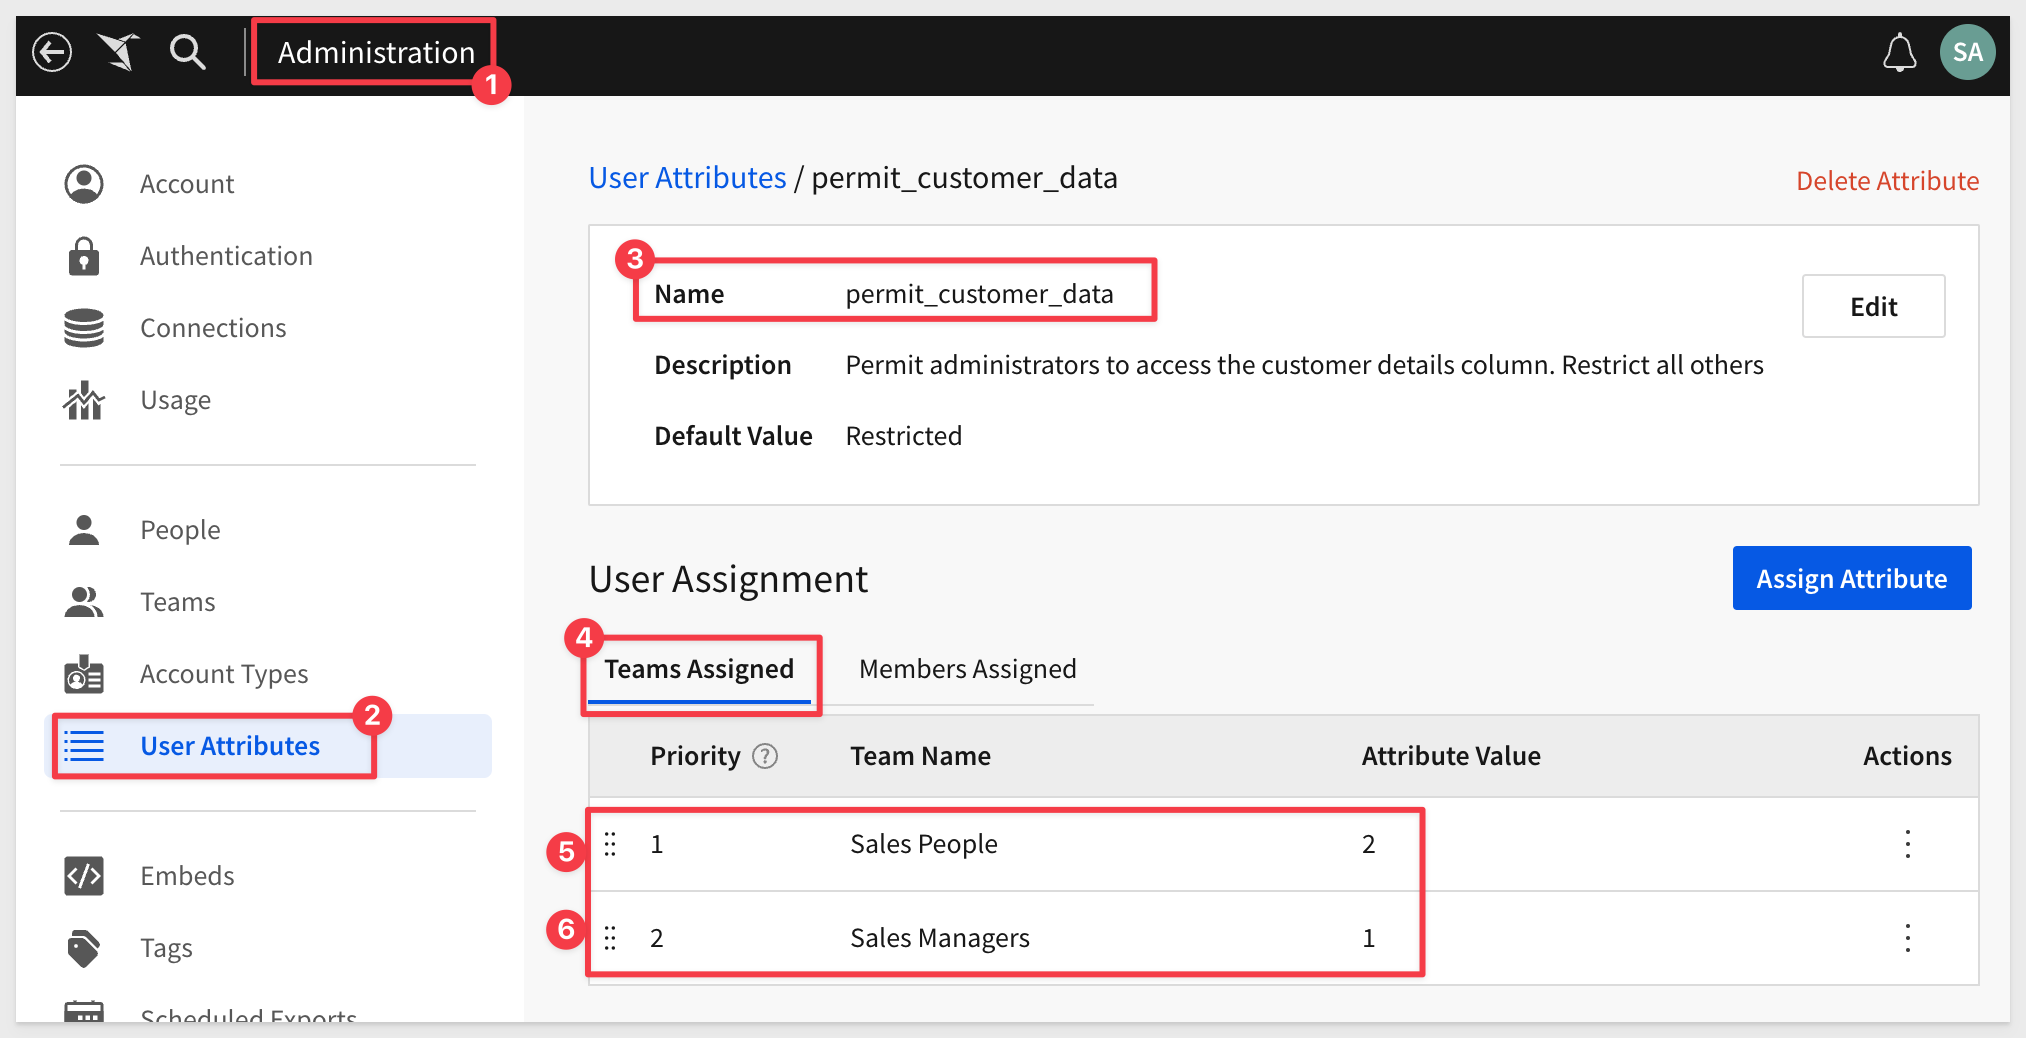 Administration
1
SA
Account
Authentication
Connections
Usage
People
Teams
Account Types
2
User Attributes
Embeds
Tags
Scheduled Exports
User Attributes / permit_customer_data
Delete Attribute
3
Name permit_customer_data
Edit
Description Permit administrators to access the customer details column. Restrict all others
Default Value Restricted
User Assignment
Assign Attribute
4
Teams Assigned Members Assigned
Priority ? Team Name Attribute Value Actions
5 1 Sales People 2
6 2 Sales Managers 1